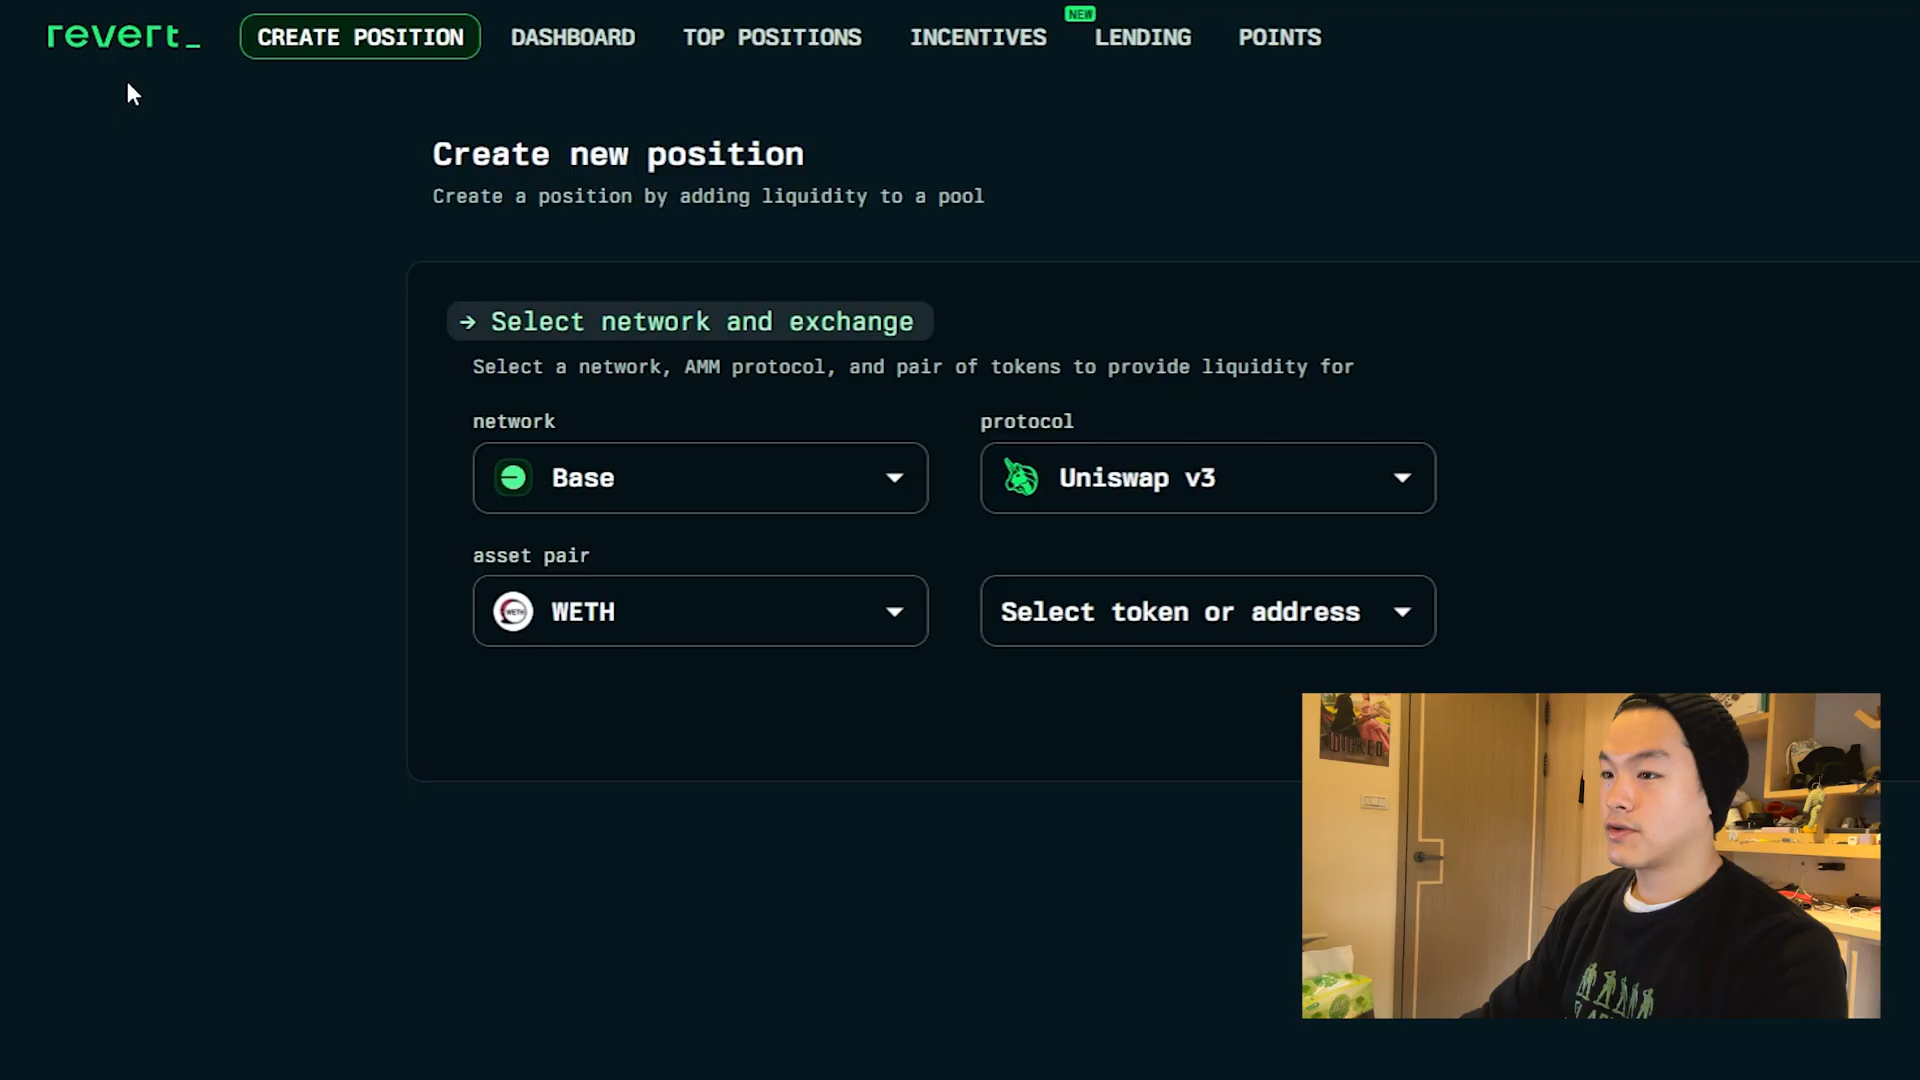 revert_
CREATE POSITION
DASHBOARD
TOP POSITIONS
INCENTIVES
NEW
LENDING
POINTS
Create new position
Create a position by adding liquidity to a pool
→ Select network and exchange
Select a network, AMM protocol, and pair of tokens to provide liquidity for
network
protocol
Base
Uniswap v3
asset pair
WETH
WETH
Select token or address
WICKED